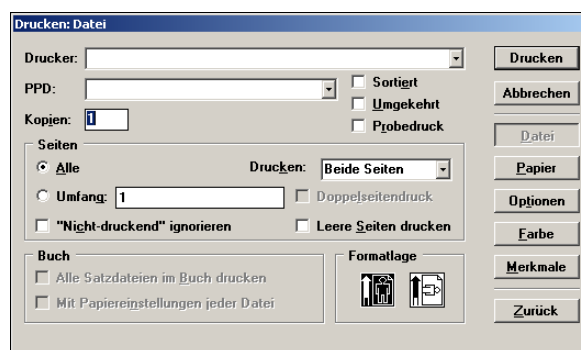 Drucken: Datei
Drucker:
Drucken
PPD:
Sortiert
Abbrechen
Umgekehrt
Kopien: 1
Probedruck
Datei
Seiten
Alle
Drucken: Beide Seiten
Papier
Umfang: 1
Doppelseitendruck
Optionen
"Nicht-druckend" ignorieren
Leere Seiten drucken
Farbe
Buch
Formatlage
Merkmale
Alle Satzdateien im Buch drucken
Mit Papiereinstellungen jeder Datei
Zurück